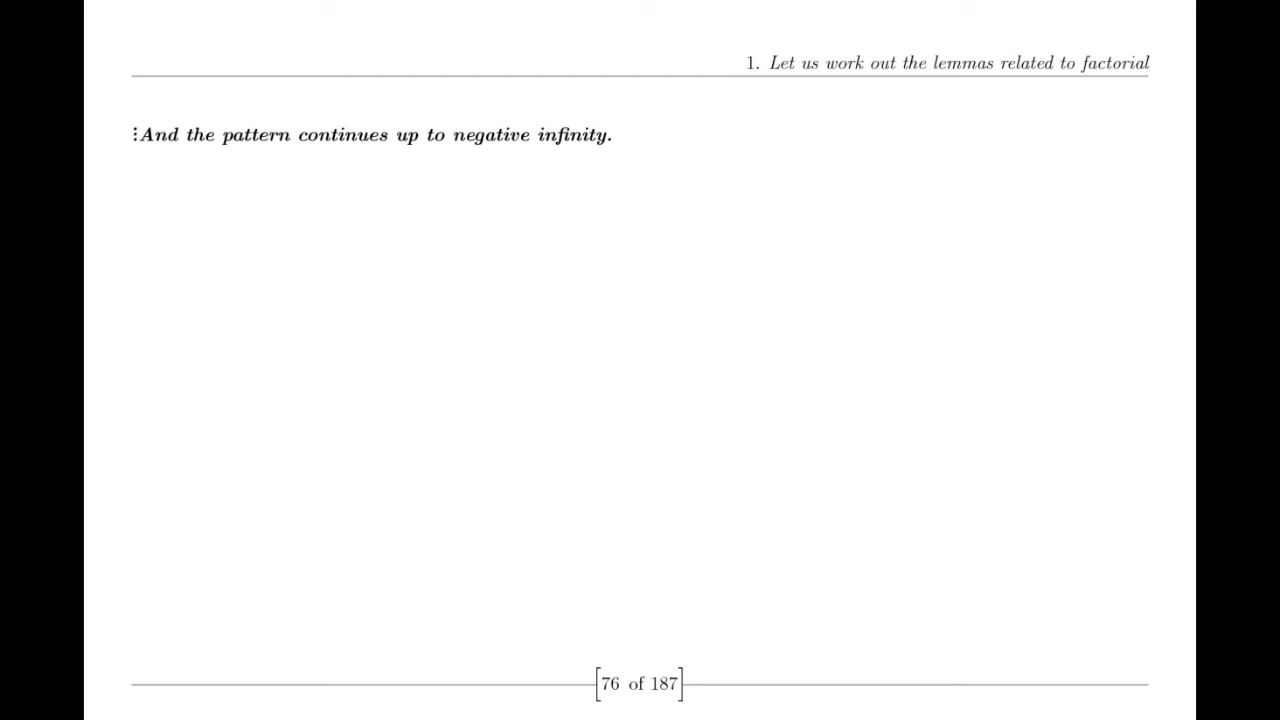 1. Let us work out the lemmas related to factorial
⋮And the pattern continues up to negative infinity.
[76 of 187]